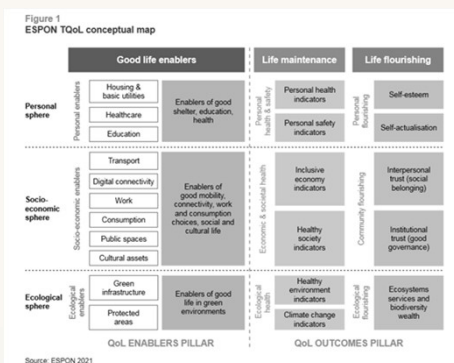 Figure 1
ESPON TQoL conceptual map
Good life enablers
Life maintenance
Life flourishing
Personal
sphere
Personal enablers
Housing &
basic utilities
Healthcare
Education
Enablers of good
shelter, education,
health
Personal
health & safety
Personal health
indicators
Personal safety
indicators
Personal
flourishing
Self-esteem
Self-actualisation
Socio-
economic
sphere
Socio-economic enablers
Transport
Digital connectivity
Work
Consumption
Public spaces
Cultural assets
Enablers of
good mobility,
connectivity, work
and consumption
choices, social and
cultural life
Economic & societal health
Inclusive
economy
indicators
Healthy
society
indicators
Community flourishing
Interpersonal
trust (social
belonging)
Institutional
trust (good
governance)
Ecological
sphere
Ecological
enablers
Green
infrastructure
Protected
areas
Enablers of good
life in green
environments
Ecological
health
Healthy
environment
indicators
Climate change
indicators
Ecological
flourishing
Ecosystems
services and
biodiversity
wealth
QoL ENABLERS PILLAR
QoL OUTCOMES PILLAR
Source: ESPON 2021